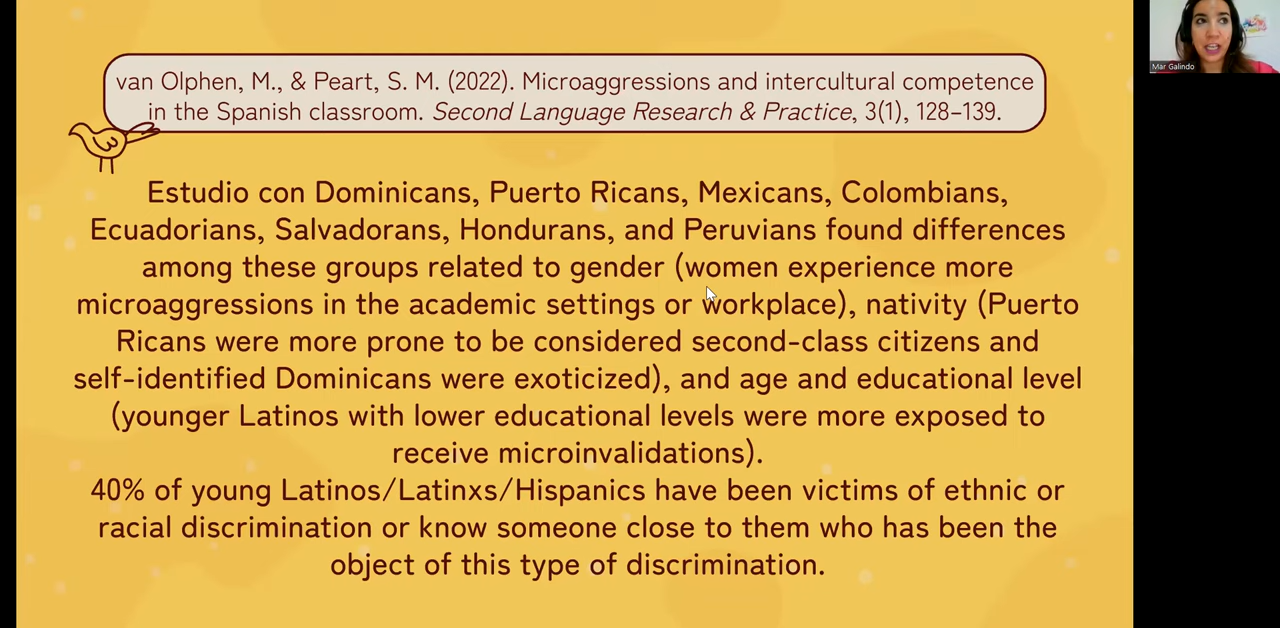 van Olphen, M., & Peart, S. M. (2022). Microaggressions and intercultural competence
in the Spanish classroom. Second Language Research & Practice, 3(1), 128–139.
Estudio con Dominicans, Puerto Ricans, Mexicans, Colombians,
Ecuadorians, Salvadorans, Hondurans, and Peruvians found differences
among these groups related to gender (women experience more
microaggressions in the academic settings or workplace), nativity (Puerto
Ricans were more prone to be considered second-class citizens and
self-identified Dominicans were exoticized), and age and educational level
(younger Latinos with lower educational levels were more exposed to
receive microinvalidations).
40% of young Latinos/Latinxs/Hispanics have been victims of ethnic or
racial discrimination or know someone close to them who has been the
object of this type of discrimination.
Mar Galindo